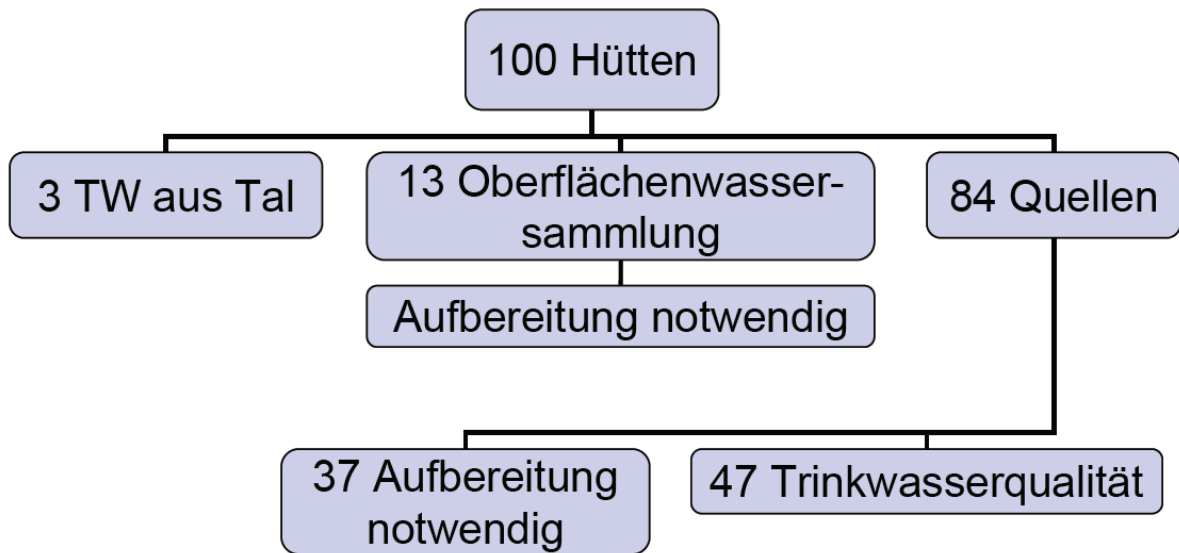 100 Hütten
3 TW aus Tal
13 Oberflächenwasser-
sammlung
84 Quellen
Aufbereitung notwendig
37 Aufbereitung
notwendig
47 Trinkwasserqualität